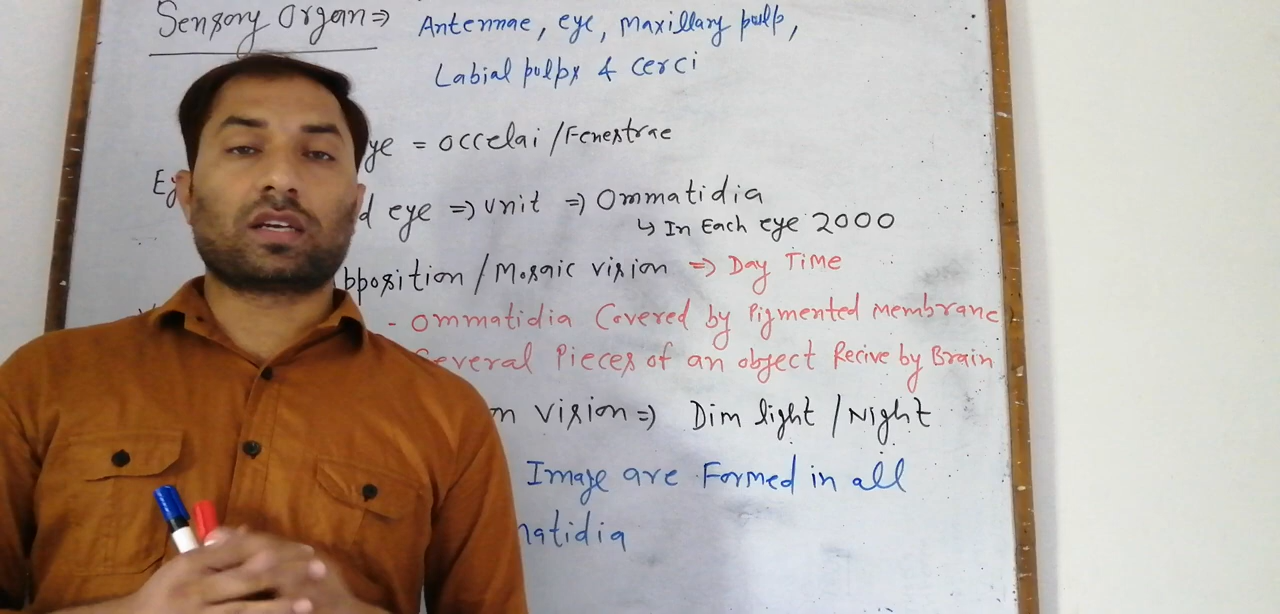 Sensory Organ ⇒ Antennae, eye, Maxillary pulp,
Labial pulps & cerci
ye = occelai/Fenestrae
Ey
d eye ⇒ unit ⇒ Ommatidia
↳ In Each eye 2000
pposition / Mosaic vision ⇒ Day Time
- Ommatidia Covered by Pigmented membrane
Several Pieces of an object Recive by Brain
n vision ⇒ Dim light / Night
Image are Formed in all
matidia